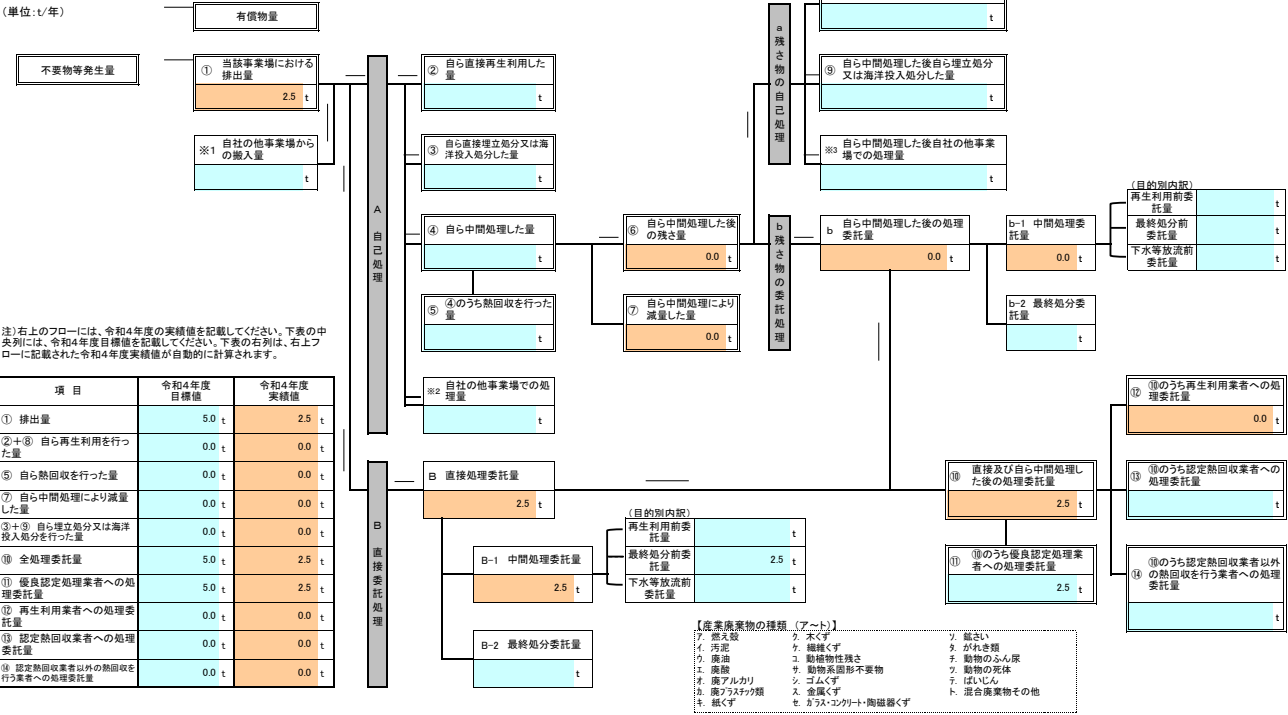 (単位:t/年)
有償物量
t
不要物等発生量
① 当該事業場における
排出量
2.5 t
※1 自社の他事業場から
の搬入量
t
A
自
己
処
理
② 自ら直接再生利用した
量
t
③ 自ら直接埋立処分又は海
洋投入処分した量
t
④ 自ら中間処理した量
t
⑤ ④のうち熱回収を行った
量
t
※2 自社の他事業場での処
理量
t
⑥ 自ら中間処理した後
の残さ量
0.0 t
⑦ 自ら中間処理により
減量した量
0.0 t
a
残
さ
物
の
自
己
処
理
⑨ 自ら中間処理した後自ら埋立処分
又は海洋投入処分した量
t
※3 自ら中間処理した後自社の他事業
場での処理量
t
b
残
さ
物
の
委
託
処
理
b 自ら中間処理した後の処理
委託量
0.0 t
b-1 中間処理委
託量
0.0 t
(目的別内訳)
再生利用前委
託量 t
最終処分前
委託量 t
下水等放流前
委託量 t
b-2 最終処分委
託量
t
注)右上のフローには、令和4年度の実績値を記載してください。下表の中
央列には、令和4年度目標値を記載してください。下表の右列は、右上フ
ローに記載された令和4年度実績値が自動的に計算されます。
項 目 令和4年度
目標値 令和4年度
実績値
① 排出量 5.0 t 2.5 t
②+⑧ 自ら再生利用を行っ
た量 0.0 t 0.0 t
⑤ 自ら熱回収を行った量 0.0 t 0.0 t
⑦ 自ら中間処理により減量
した量 0.0 t 0.0 t
③+⑨ 自ら埋立処分又は海洋
投入処分を行った量 0.0 t 0.0 t
⑩ 全処理委託量 5.0 t 2.5 t
⑪ 優良認定処理業者への処
理委託量 5.0 t 2.5 t
⑫ 再生利用業者への処理委
託量 0.0 t 0.0 t
⑬ 認定熱回収業者への処理
委託量 0.0 t 0.0 t
⑭ 認定熱回収業者以外の熱回収を
行う業者への処理委託量 0.0 t 0.0 t
B
直
接
委
託
処
理
B 直接処理委託量
2.5 t
B-1 中間処理委託量
2.5 t
(目的別内訳)
再生利用前委
託量 t
最終処分前委
託量 2.5 t
下水等放流前
委託量 t
B-2 最終処分委託量
t
⑩ 直接及び自ら中間処理し
た後の処理委託量
2.5 t
⑪ ⑩のうち優良認定処理業
者への処理委託量
2.5 t
⑫ ⑩のうち再生利用業者への処
理委託量
0.0 t
⑬ ⑩のうち認定熱回収業者への
処理委託量
t
⑭ ⑩のうち認定熱回収業者以外
の熱回収を行う業者への処理
委託量
t
【産業廃棄物の種類 (ア~ト)】
ア. 燃え殻 ク. 木くず ソ. 鉱さい
イ. 汚泥 ケ. 繊維くず タ. がれき類
ウ. 廃油 コ. 動植物性残さ チ. 動物のふん尿
エ. 廃酸 サ. 動物系固形不要物 ツ. 動物の死体
オ. 廃アルカリ シ. ゴムくず テ. ばいじん
カ. 廃プラスチック類 ス. 金属くず ト. 混合廃棄物その他
キ. 紙くず セ. ガラス・コンクリート・陶磁器くず